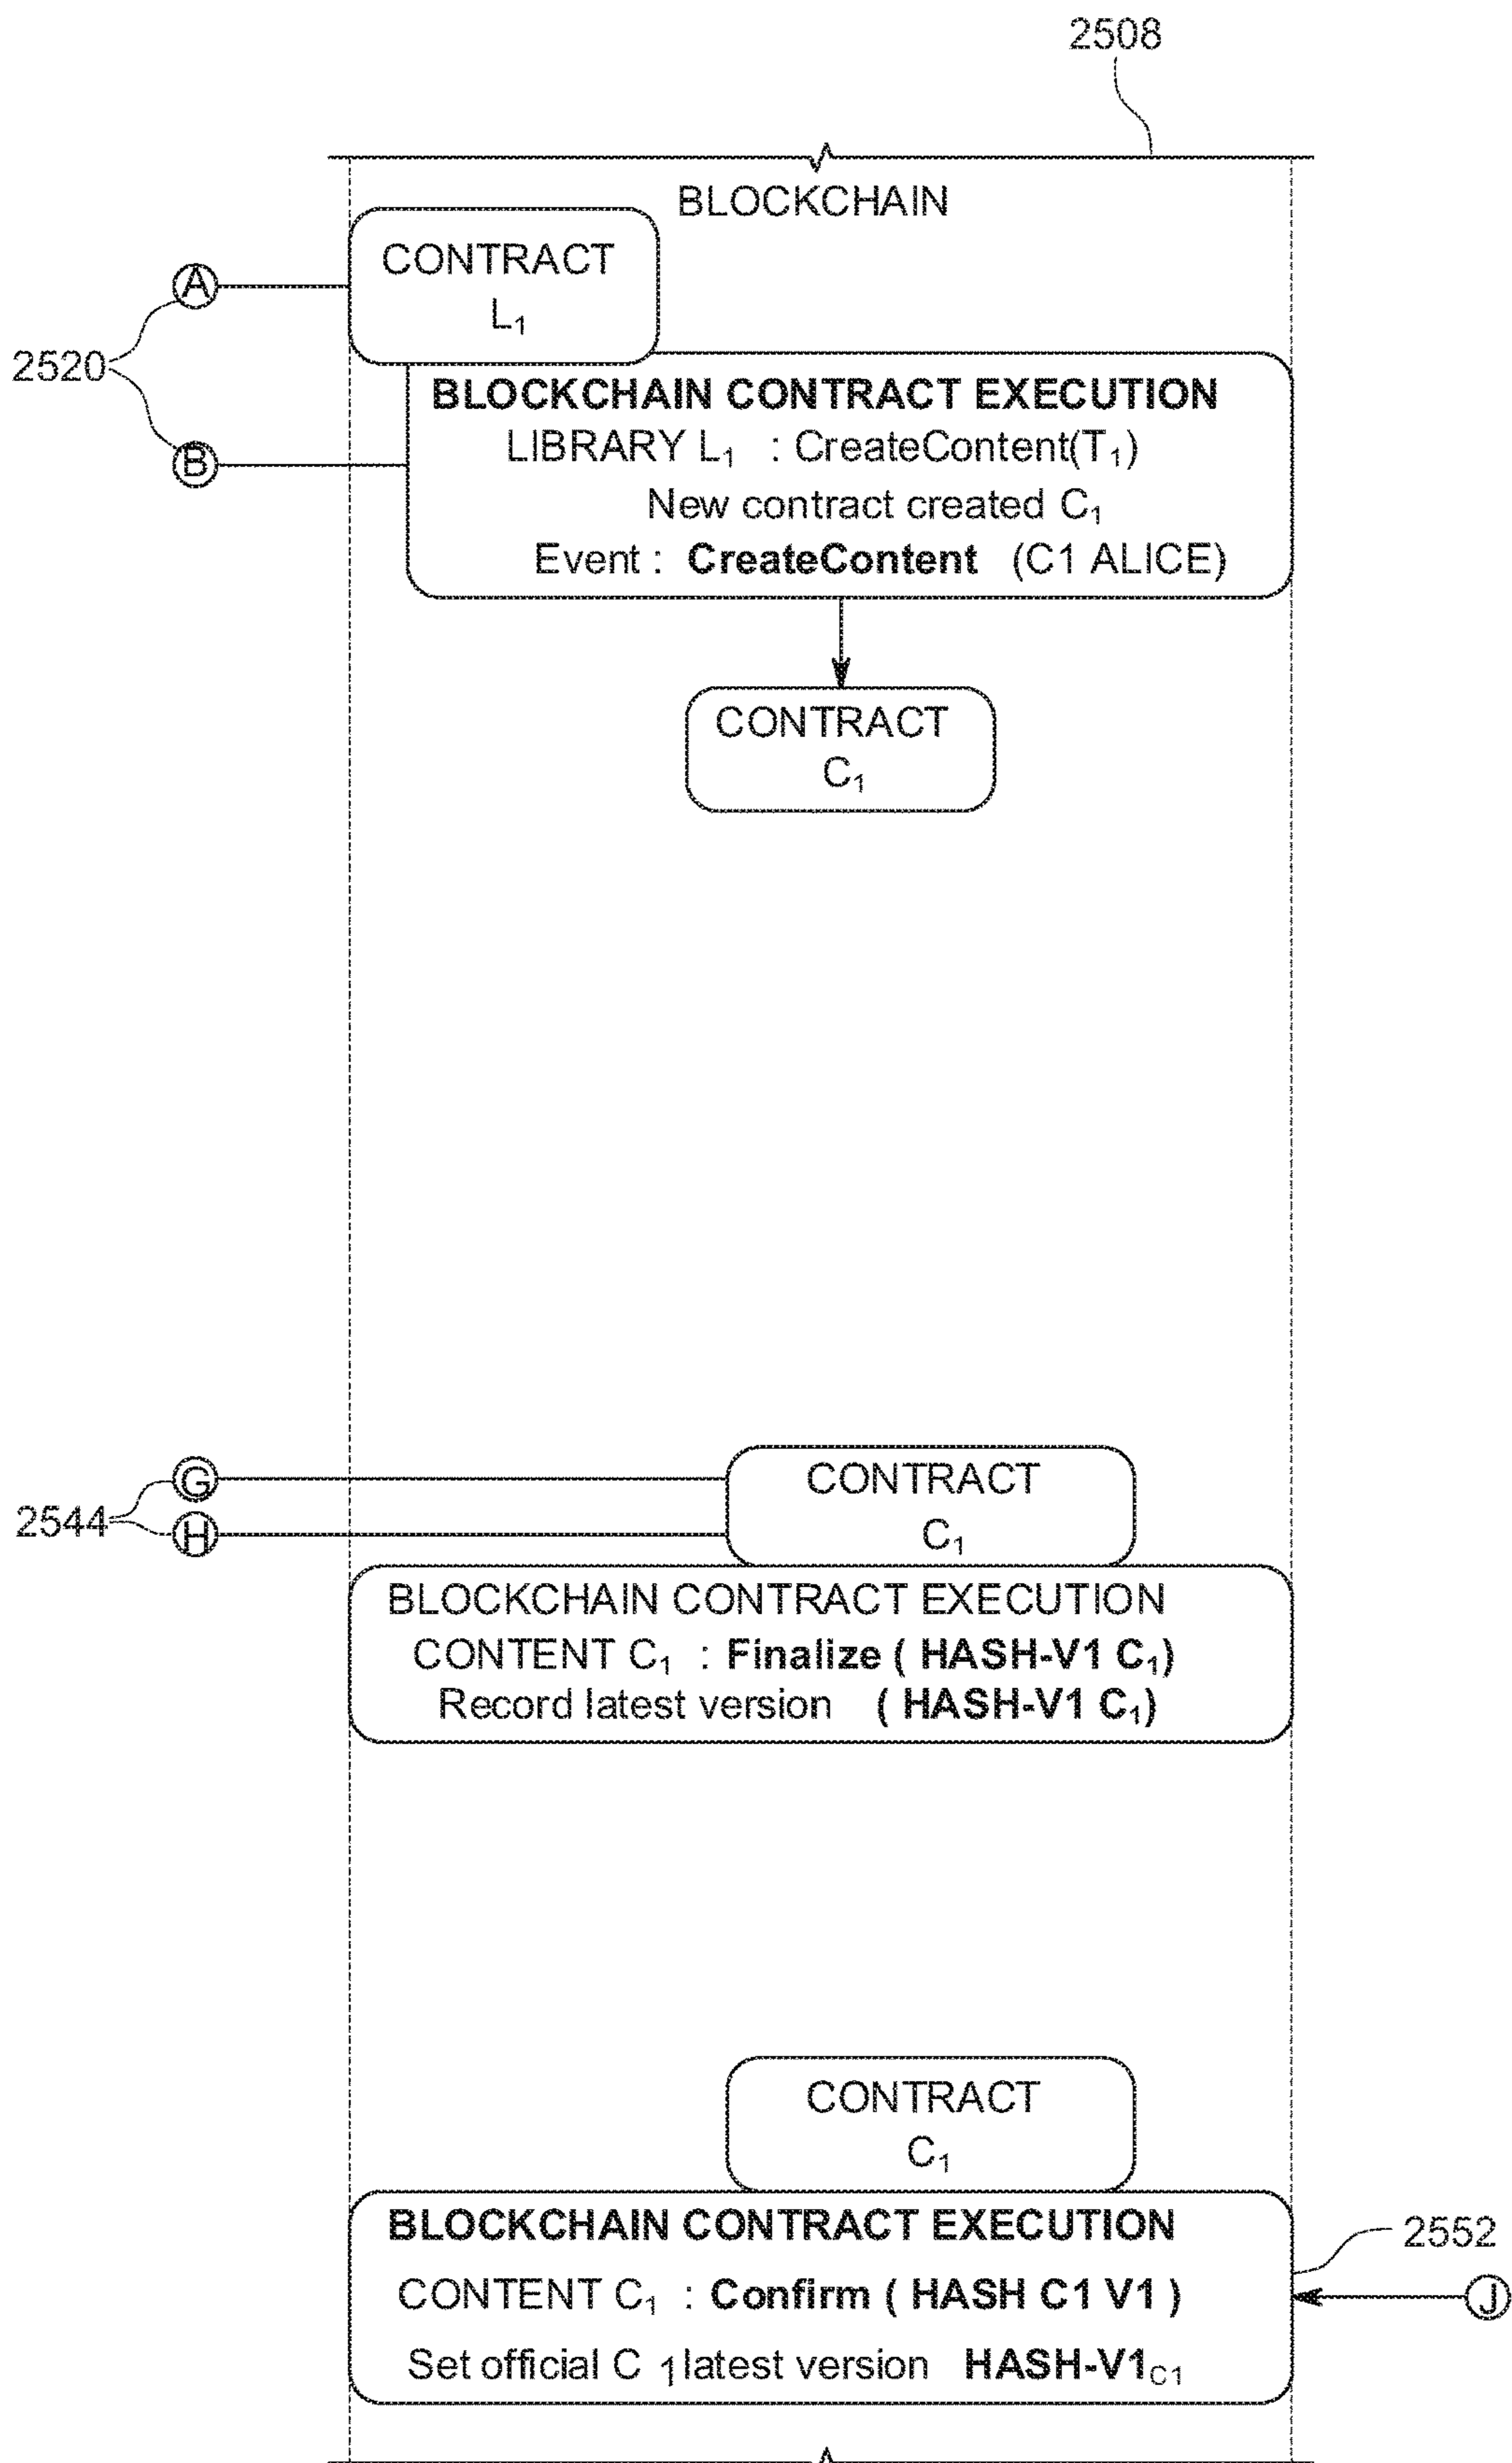 2508
BLOCKCHAIN
CONTRACT
L₁
A
2520
B
BLOCKCHAIN CONTRACT EXECUTION
LIBRARY L₁ : CreateContent(T₁)
New contract created C₁
Event : CreateContent (C1 ALICE)
CONTRACT
C₁
G
2544
H
CONTRACT
C₁
BLOCKCHAIN CONTRACT EXECUTION
CONTENT C₁ : Finalize ( HASH-V1 C₁)
Record latest version ( HASH-V1 C₁)
CONTRACT
C₁
BLOCKCHAIN CONTRACT EXECUTION
CONTENT C₁ : Confirm ( HASH C1 V1 )
Set official C 1 latest version HASH-V1C1
2552
J